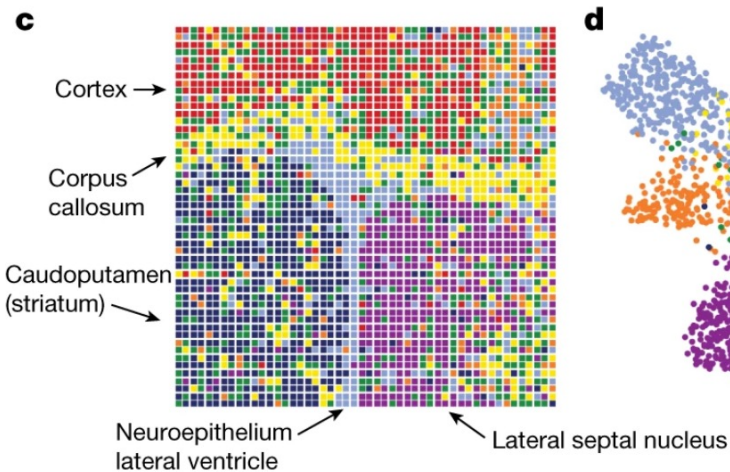 c
d
Cortex
Corpus
callosum
Caudoputamen
(striatum)
Neuroepithelium
lateral ventricle
Lateral septal nucleus